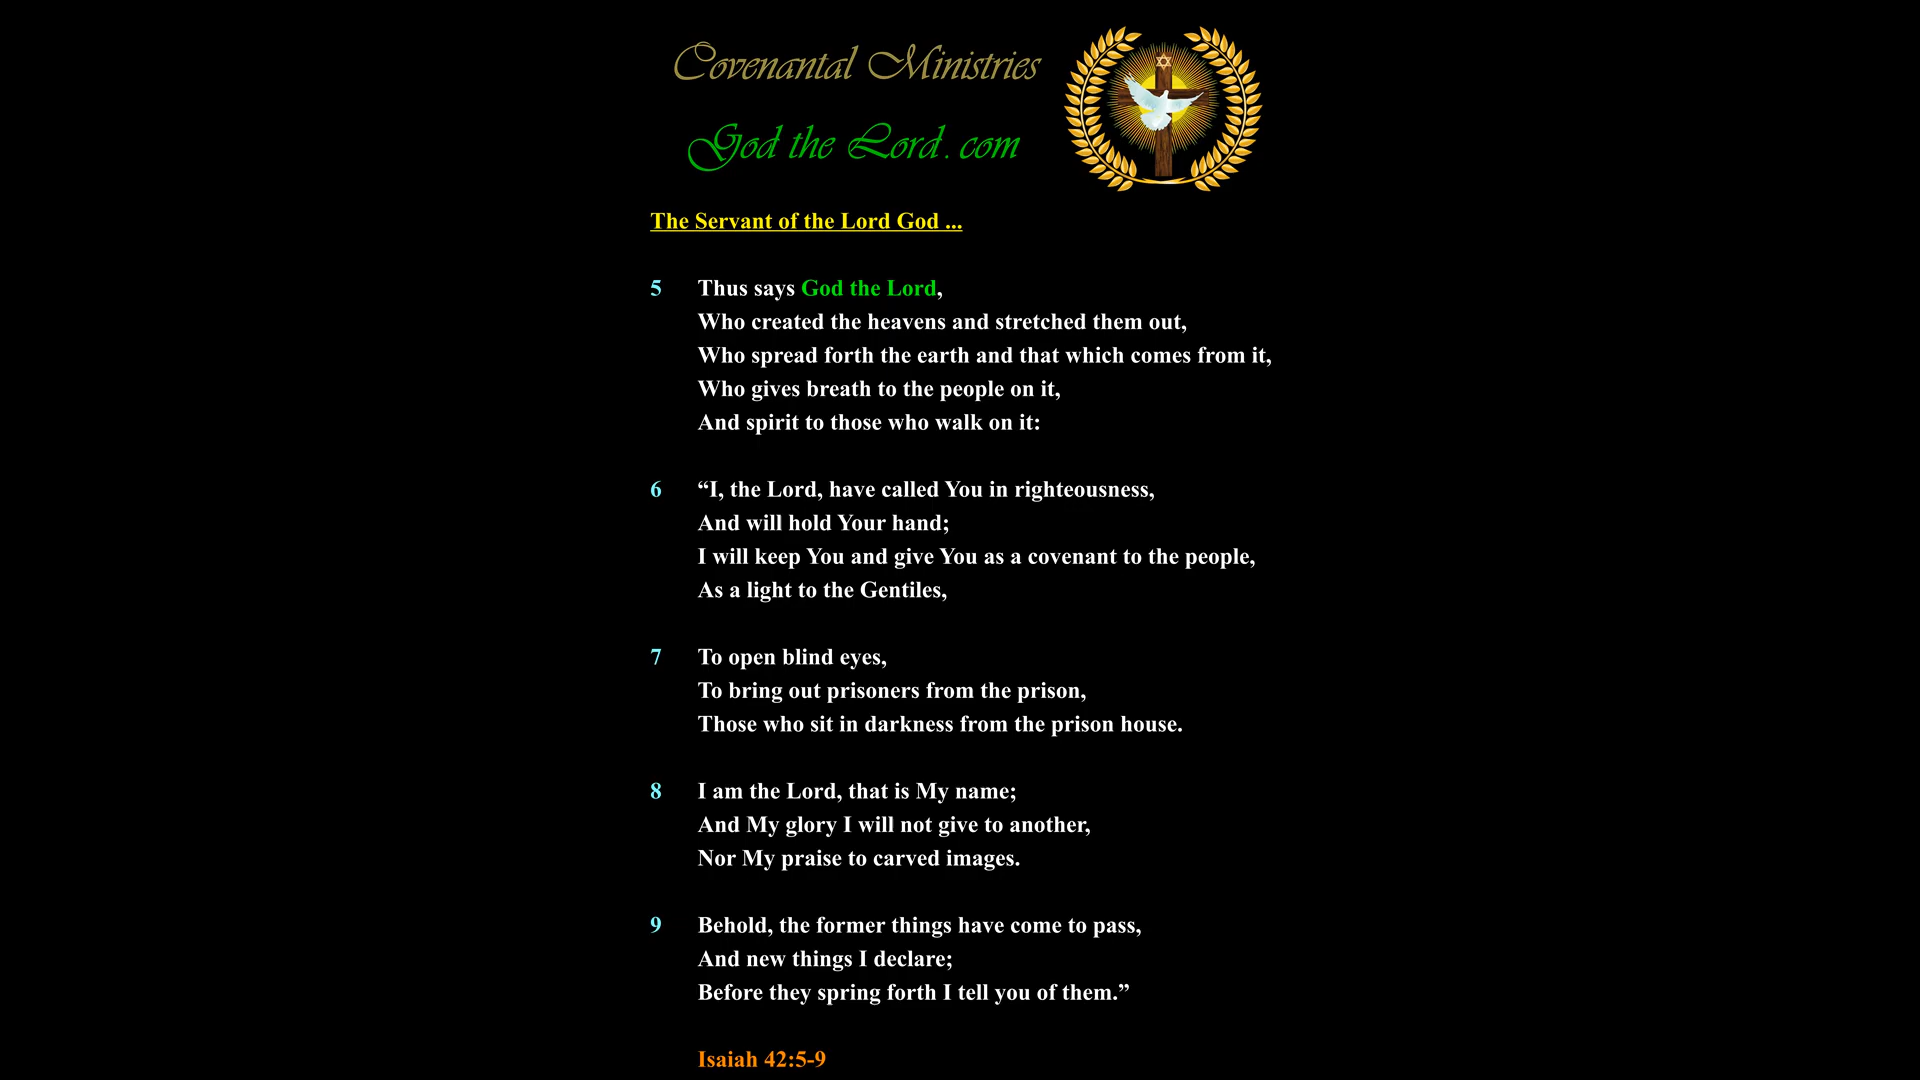 Covenantal Ministries
God the Lord . com
The Servant of the Lord God ...
5 Thus says God the Lord,
Who created the heavens and stretched them out,
Who spread forth the earth and that which comes from it,
Who gives breath to the people on it,
And spirit to those who walk on it:
6 “I, the Lord, have called You in righteousness,
And will hold Your hand;
I will keep You and give You as a covenant to the people,
As a light to the Gentiles,
7 To open blind eyes,
To bring out prisoners from the prison,
Those who sit in darkness from the prison house.
8 I am the Lord, that is My name;
And My glory I will not give to another,
Nor My praise to carved images.
9 Behold, the former things have come to pass,
And new things I declare;
Before they spring forth I tell you of them.”
Isaiah 42:5-9